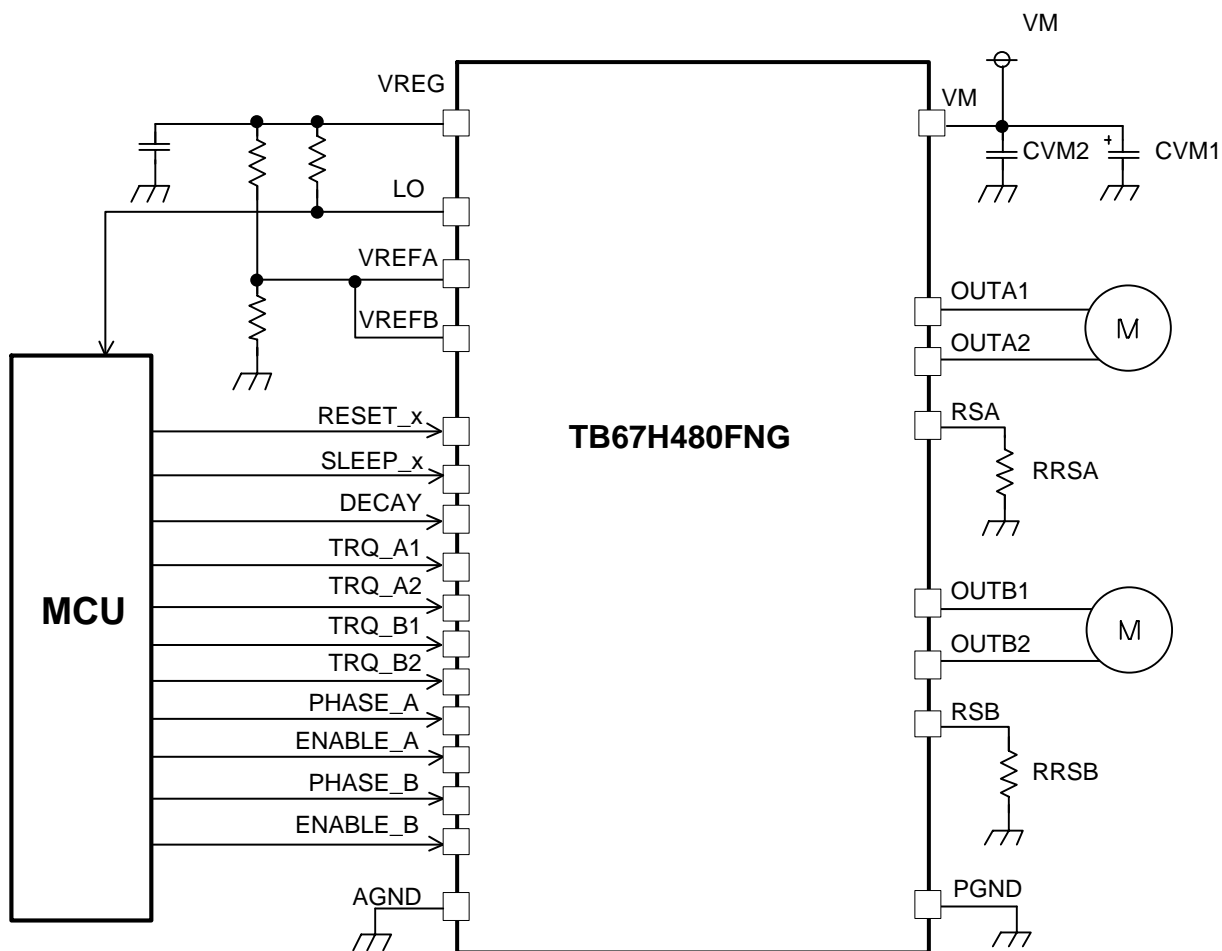 VM
VREG
VM
CVM2
CVM1
LO
VREFA
VREFB
OUTA1
M
OUTA2
RESET_x
RSA
TB67H480FNG
SLEEP_x
RRSA
DECAY
TRQ_A1
TRQ_A2
MCU
OUTB1
TRQ_B1
M
TRQ_B2
OUTB2
PHASE_A
RSB
ENABLE_A
RRSB
PHASE_B
ENABLE_B
AGND
PGND